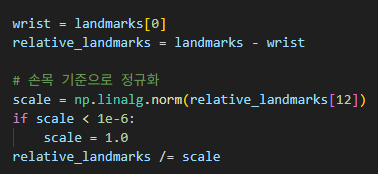 wrist = landmarks[0]
relative_landmarks = landmarks - wrist
# 손목 기준으로 정규화
scale = np.linalg.norm(relative_landmarks[12])
if scale < 1e-6:
    scale = 1.0
relative_landmarks /= scale